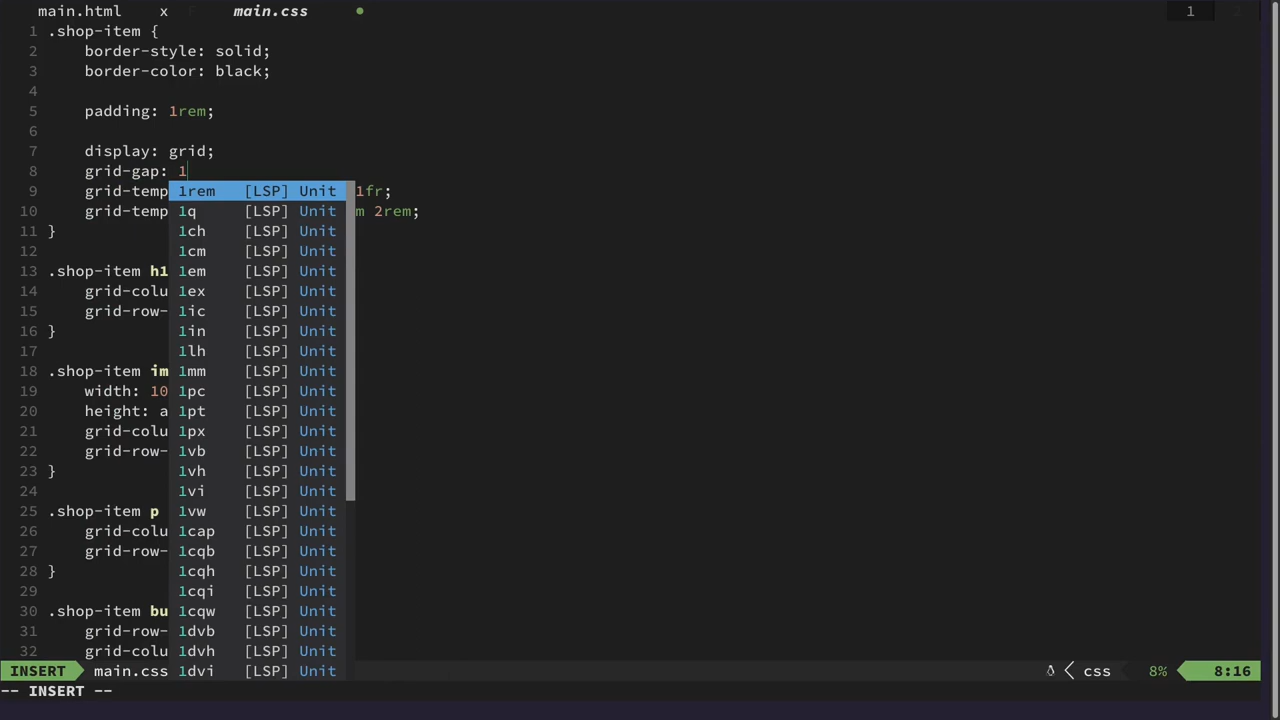 main.html x main.css 1
1 .shop-item {
2 border-style: solid;
3 border-color: black;
4
5 padding: 1rem;
6
7 display: grid;
8 grid-gap: 1
9 grid-temp 1rem [LSP] Unit 1fr;
10 grid-temp 1q [LSP] Unit m 2rem;
11 } 1ch [LSP] Unit
12 1cm [LSP] Unit
13 .shop-item h1 1em [LSP] Unit
14 grid-colu 1ex [LSP] Unit
15 grid-row- 1ic [LSP] Unit
16 } 1in [LSP] Unit
17 1lh [LSP] Unit
18 .shop-item im 1mm [LSP] Unit
19 width: 10 1pc [LSP] Unit
20 height: a 1pt [LSP] Unit
21 grid-colu 1px [LSP] Unit
22 grid-row- 1vb [LSP] Unit
23 } 1vh [LSP] Unit
24 1vi [LSP] Unit
25 .shop-item p 1vw [LSP] Unit
26 grid-colu 1cap [LSP] Unit
27 grid-row- 1cqb [LSP] Unit
28 } 1cqh [LSP] Unit
29 1cqi [LSP] Unit
30 .shop-item bu 1cqw [LSP] Unit
31 grid-row- 1dvb [LSP] Unit
32 grid-colu 1dvh [LSP] Unit
INSERT main.css 1dvi [LSP] Unit css 8% 8:16
-- INSERT --